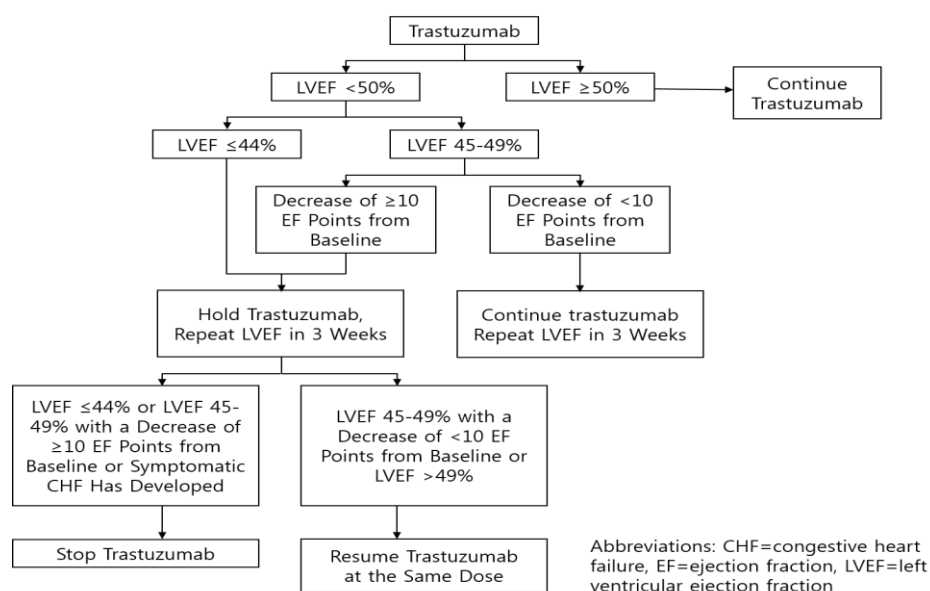 Trastuzumab
LVEF <50%
LVEF ≥50%
Continue
Trastuzumab
LVEF ≤44%
LVEF 45-49%
Decrease of ≥10
EF Points from
Baseline
Decrease of <10
EF Points from
Baseline
Hold Trastuzumab,
Repeat LVEF in 3 Weeks
Continue trastuzumab
Repeat LVEF in 3 Weeks
LVEF ≤44% or LVEF 45-
49% with a Decrease of
≥10 EF Points from
Baseline or Symptomatic
CHF Has Developed
LVEF 45-49% with a
Decrease of <10 EF
Points from Baseline or
LVEF >49%
Stop Trastuzumab
Resume Trastuzumab
at the Same Dose
Abbreviations: CHF=congestive heart
failure, EF=ejection fraction, LVEF=left
ventricular ejection fraction